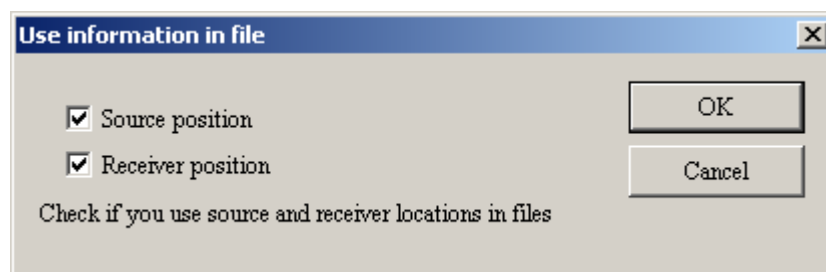 Use information in file
Source position
OK
Receiver position
Cancel
Check if you use source and receiver locations in files